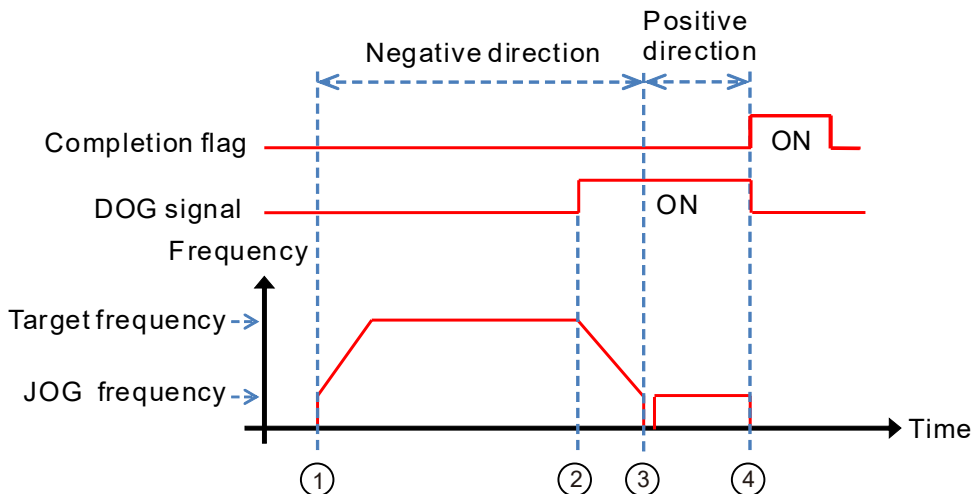 Positive
direction
Negative direction
Completion flag
ON
DOG signal
ON
Frequency
Target frequency
JOG frequency
Time
1
2
3
4